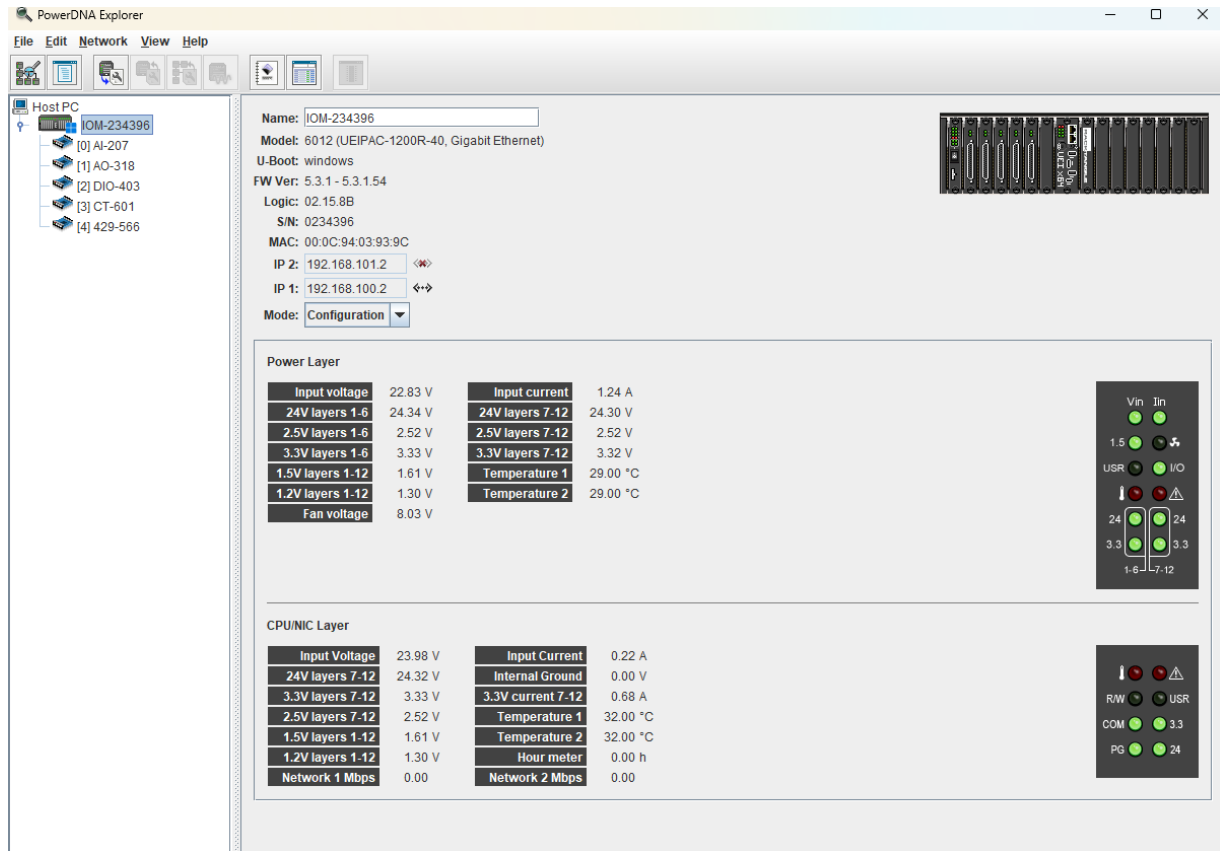 PowerDNA Explorer
File Edit Network View Help
Host PC
IOM-234396
[0] AI-207
[1] AO-318
[2] DIO-403
[3] CT-601
[4] 429-566
Name: IOM-234396
Model: 6012 (UEIPAC-1200R-40, Gigabit Ethernet)
U-Boot: windows
FW Ver: 5.3.1 - 5.3.1.54
Logic: 02.15.8B
S/N: 0234396
MAC: 00:0C:94:03:93:9C
IP 2: 192.168.101.2
IP 1: 192.168.100.2
Mode: Configuration
Power Layer
Input voltage 22.83 V Input current 1.24 A
24V layers 1-6 24.34 V 24V layers 7-12 24.30 V
2.5V layers 1-6 2.52 V 2.5V layers 7-12 2.52 V
3.3V layers 1-6 3.33 V 3.3V layers 7-12 3.32 V
1.5V layers 1-12 1.61 V Temperature 1 29.00 °C
1.2V layers 1-12 1.30 V Temperature 2 29.00 °C
Fan voltage 8.03 V
Vin Iin
1.5
USR I/O
24 24
3.3 3.3
1-6 7-12
CPU/NIC Layer
Input Voltage 23.98 V Input Current 0.22 A
24V layers 7-12 24.32 V Internal Ground 0.00 V
3.3V layers 7-12 3.33 V 3.3V current 7-12 0.68 A
2.5V layers 7-12 2.52 V Temperature 1 32.00 °C
1.5V layers 1-12 1.61 V Temperature 2 32.00 °C
1.2V layers 1-12 1.30 V Hour meter 0.00 h
Network 1 Mbps 0.00 Network 2 Mbps 0.00
R/W USR
COM 3.3
PG 24